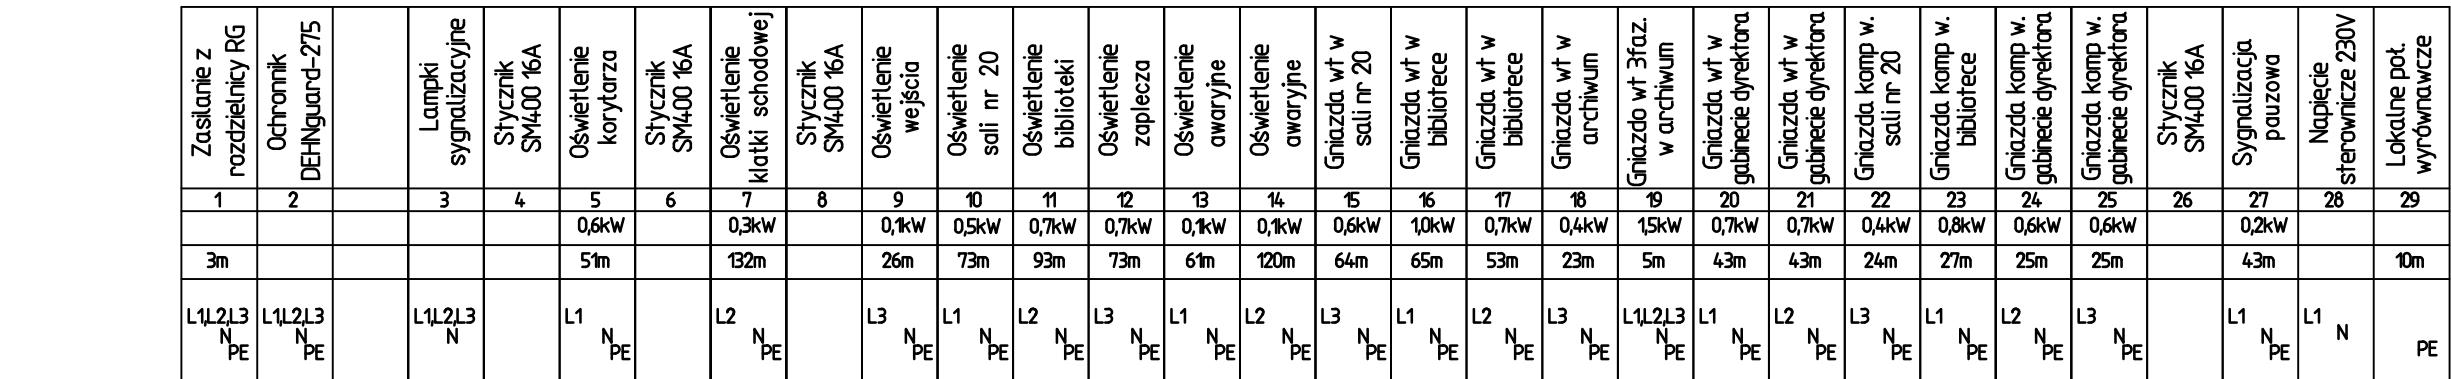 Zasilanie z
rozdzielnicy RG
Ochronnik
DEHNguard-275
Lampki
sygnalizacyjne
Stycznik
SM400 16A
Oświetlenie
korytarza
Stycznik
SM400 16A
Oświetlenie
klatki schodowej
Stycznik
SM400 16A
Oświetlenie
wejścia
Oświetlenie
sali nr 20
Oświetlenie
biblioteki
Oświetlenie
zaplecza
Oświetlenie
awaryjne
Oświetlenie
awaryjne
Gniazda wt w
sali nr 20
Gniazda wt w
bibliotece
Gniazda wt w
bibliotece
Gniazda wt w
archiwum
Gniazdo wt 3faz.
w archiwum
Gniazda wt w
gabinecie dyrektora
Gniazda wt w
gabinecie dyrektora
Gniazda komp w.
sali nr 20
Gniazda komp w.
bibliotece
Gniazda komp w.
gabinecie dyrektora
Gniazda komp w.
gabinecie dyrektora
Stycznik
SM400 16A
Sygnalizacja
pauzowa
Napięcie
sterownicze 230V
Lokalne poł.
wyrównawcze
1 2 3 4 5 6 7 8 9 10 11 12 13 14 15 16 17 18 19 20 21 22 23 24 25 26 27 28 29
0,6kW 0,3kW 0,1kW 0,5kW 0,7kW 0,7kW 0,1kW 0,1kW 0,6kW 1,0kW 0,7kW 0,4kW 1,5kW 0,7kW 0,7kW 0,4kW 0,8kW 0,6kW 0,6kW 0,2kW
3m 51m 132m 26m 73m 93m 73m 61m 120m 64m 65m 53m 23m 5m 43m 43m 24m 27m 25m 25m 43m 10m
L1,L2,L3 L1,L2,L3 L1,L2,L3 L1 L2 L3 L1 L2 L3 L1 L2 L3 L1 L2 L3 L1,L2,L3 L1 L2 L3 L1 L2 L3 L1 L1
N N N N N N N N N N N N N N N N N N N N N N N N
PE PE PE PE PE PE PE PE PE PE PE PE PE PE PE PE PE PE PE PE PE PE PE